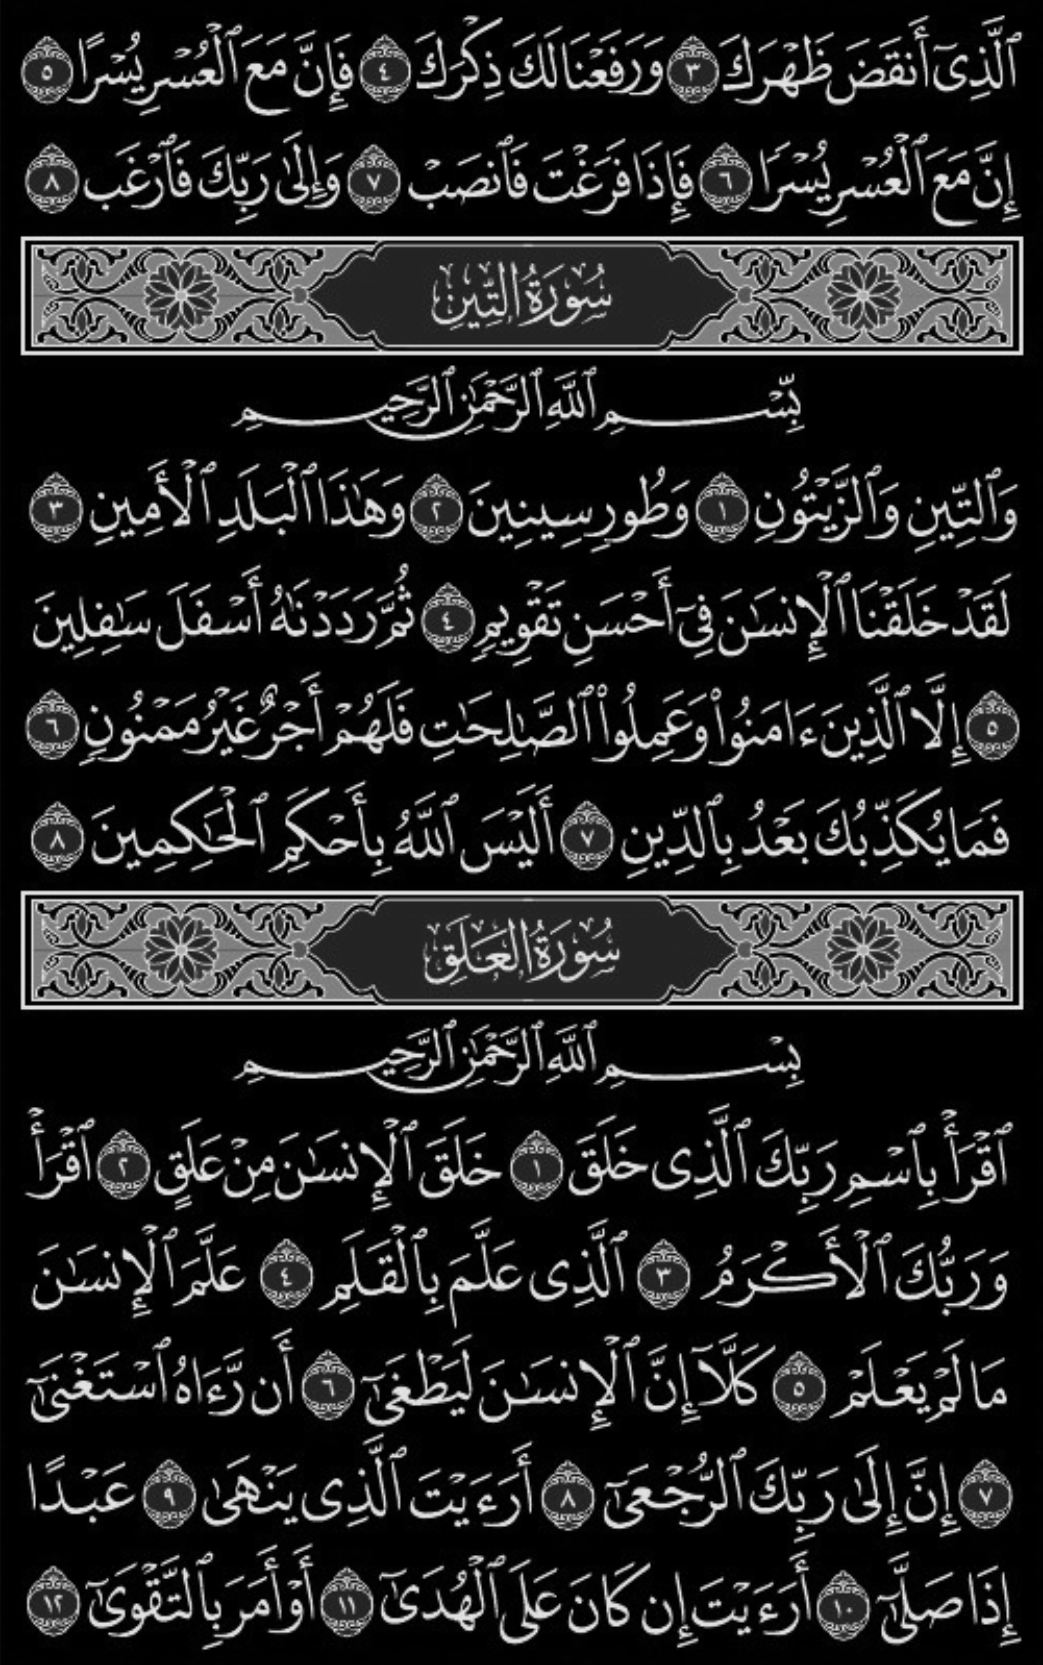 ٱلَّذِىٓ أَنقَضَ ظَهْرَكَ ٣ وَرَفَعْنَا لَكَ ذِكْرَكَ ٤ فَإِنَّ مَعَ ٱلْعُسْرِ يُسْرًا ٥
إِنَّ مَعَ ٱلْعُسْرِ يُسْرًا ٦ فَإِذَا فَرَغْتَ فَٱنصَبْ ٧ وَإِلَىٰ رَبِّكَ فَٱرْغَب ٨
سُورَةُ التِّينِ
بِّسْمِ ٱللَّهِ ٱلرَّحْمَٰنِ ٱلرَّحِيمِ
وَٱلتِّينِ وَٱلزَّيْتُونِ ١ وَطُورِ سِينِينَ ٢ وَهَٰذَا ٱلْبَلَدِ ٱلْأَمِينِ ٣
لَقَدْ خَلَقْنَا ٱلْإِنسَٰنَ فِىٓ أَحْسَنِ تَقْوِيمٍ ٤ ثُمَّ رَدَدْنَٰهُ أَسْفَلَ سَٰفِلِينَ
٥ إِلَّا ٱلَّذِينَ ءَامَنُوا۟ وَعَمِلُوا۟ ٱلصَّٰلِحَٰتِ فَلَهُمْ أَجْرٌ غَيْرُ مَمْنُونٍ ٦
فَمَا يُكَذِّبُكَ بَعْدُ بِٱلدِّينِ ٧ أَلَيْسَ ٱللَّهُ بِأَحْكَمِ ٱلْحَٰكِمِينَ ٨
سُورَةُ العَلَقِ
بِسْمِ ٱللَّهِ ٱلرَّحْمَٰنِ ٱلرَّحِيمِ
ٱقْرَأْ بِٱسْمِ رَبِّكَ ٱلَّذِى خَلَقَ ١ خَلَقَ ٱلْإِنسَٰنَ مِنْ عَلَقٍ ٢ ٱقْرَأْ
وَرَبُّكَ ٱلْأَكْرَمُ ٣ ٱلَّذِى عَلَّمَ بِٱلْقَلَمِ ٤ عَلَّمَ ٱلْإِنسَٰنَ
مَا لَمْ يَعْلَمْ ٥ كَلَّآ إِنَّ ٱلْإِنسَٰنَ لَيَطْغَىٰٓ ٦ أَن رَّءَاهُ ٱسْتَغْنَىٰٓ
٧ إِنَّ إِلَىٰ رَبِّكَ ٱلرُّجْعَىٰٓ ٨ أَرَءَيْتَ ٱلَّذِى يَنْهَىٰ ٩ عَبْدًا
إِذَا صَلَّىٰٓ ١٠ أَرَءَيْتَ إِن كَانَ عَلَى ٱلْهُدَىٰٓ ١١ أَوْ أَمَرَ بِٱلتَّقْوَىٰٓ ١٢